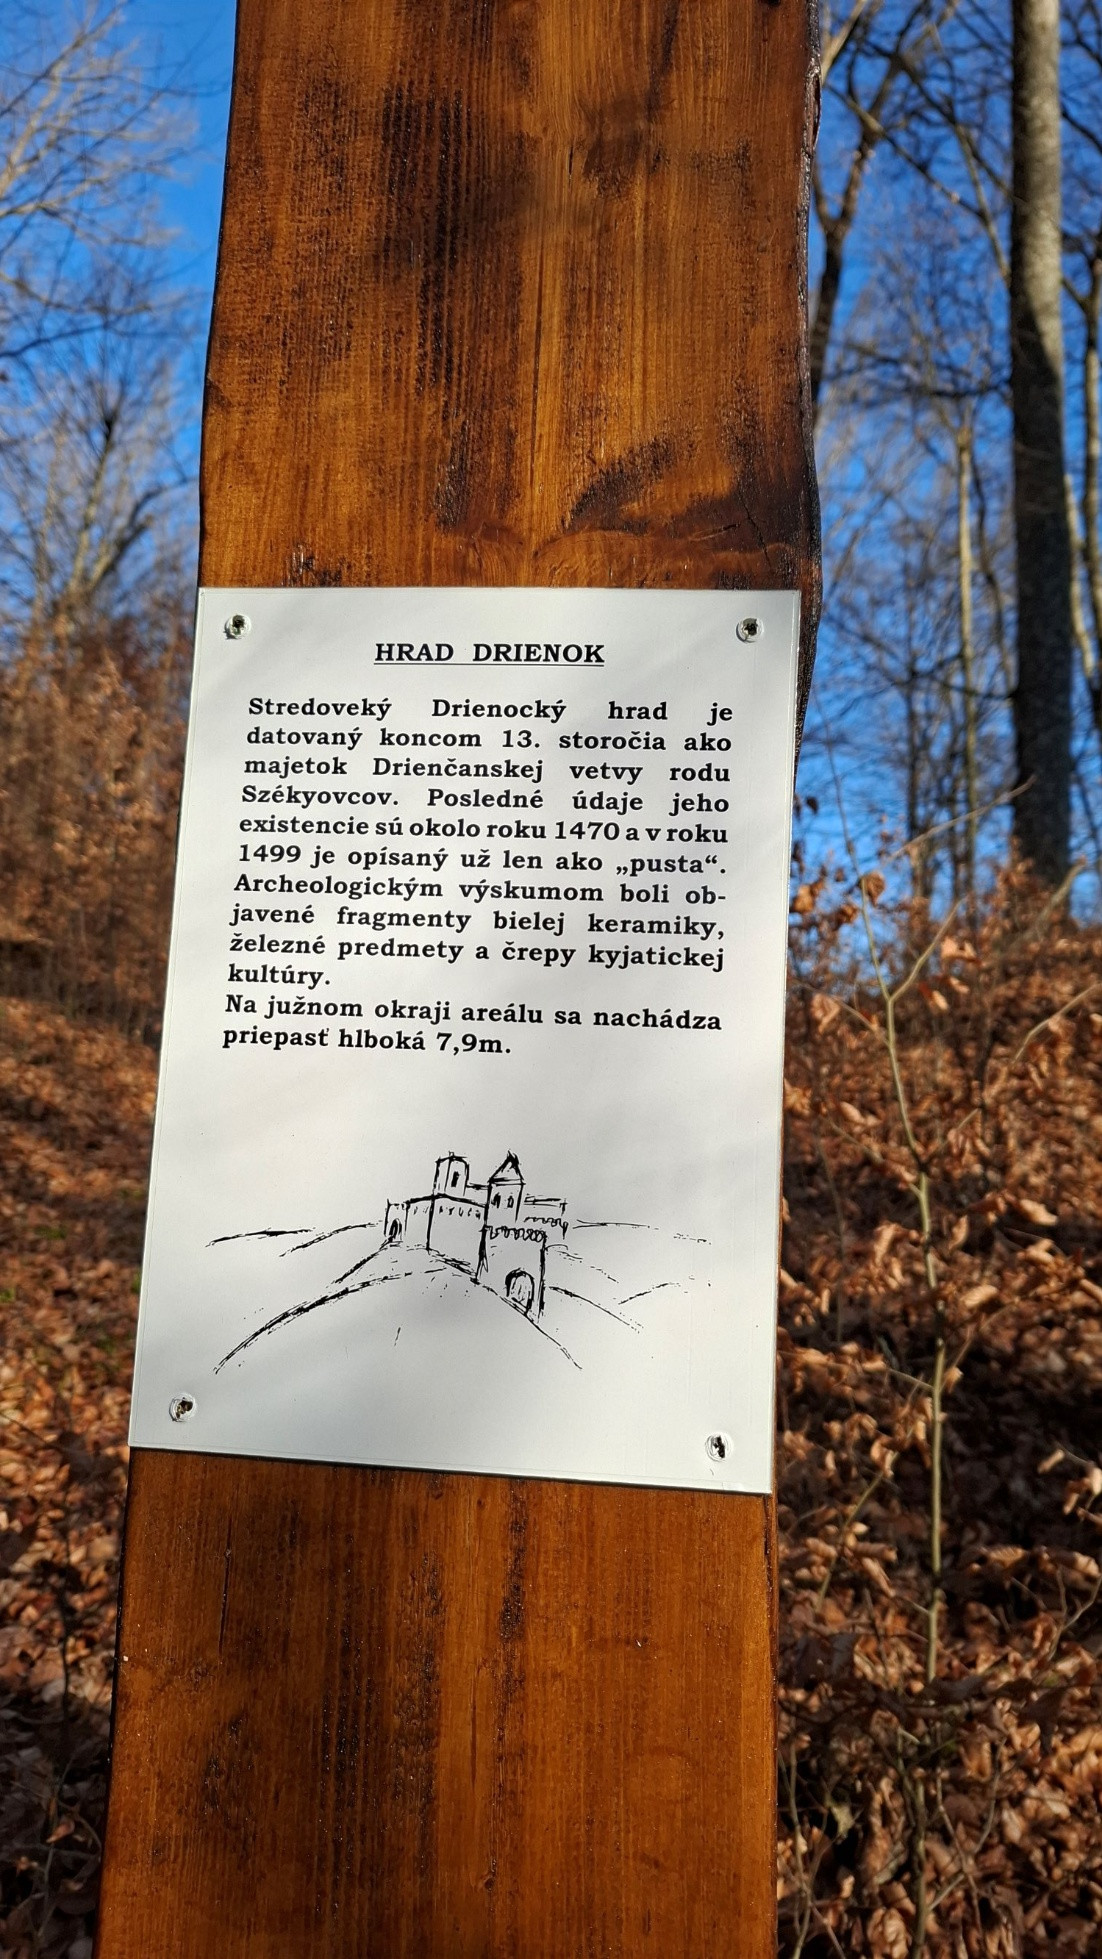 HRAD DRIENOK
Stredoveký Drienocký hrad je
datovaný koncom 13. storočia ako
majetok Drienčanskej vetvy rodu
Székyovcov. Posledné údaje jeho
existencie sú okolo roku 1470 a v roku
1499 je opísaný už len ako „pusta“.
Archeologickým výskumom boli ob-
javené fragmenty bielej keramiky,
železné predmety a črepy kyjatickej
kultúry.
Na južnom okraji areálu sa nachádza
priepasť hlboká 7,9m.